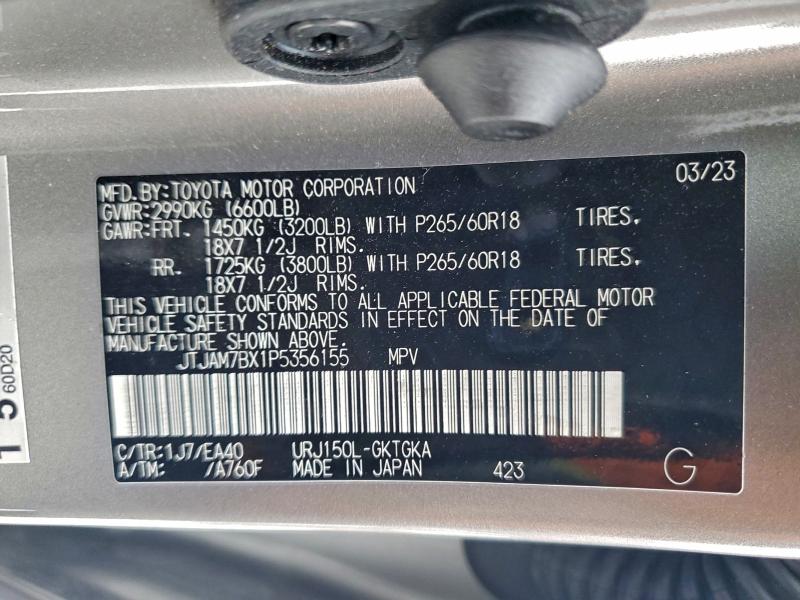 03/23
MFD.BY:TOYOTA MOTOR CORPORATION
GVWR:2990KG (6600LB)
GAWR:FRT. 1450KG (3200LB) WITH P265/60R18 TIRES.
18X7 1/2J RIMS.
RR. 1725KG (3800LB) WITH P265/60R18 TIRES.
18X7 1/2J RIMS.
THIS VEHICLE CONFORMS TO ALL APPLICABLE FEDERAL MOTOR
VEHICLE SAFETY STANDARDS IN EFFECT ON THE DATE OF
MANUFACTURE SHOWN ABOVE.
JTJAM7BX1P5356155 MPV
C/TR:1J7/EA40 URJ150L-GKTGKA
A/TM: /A760F MADE IN JAPAN 423 G
60D20